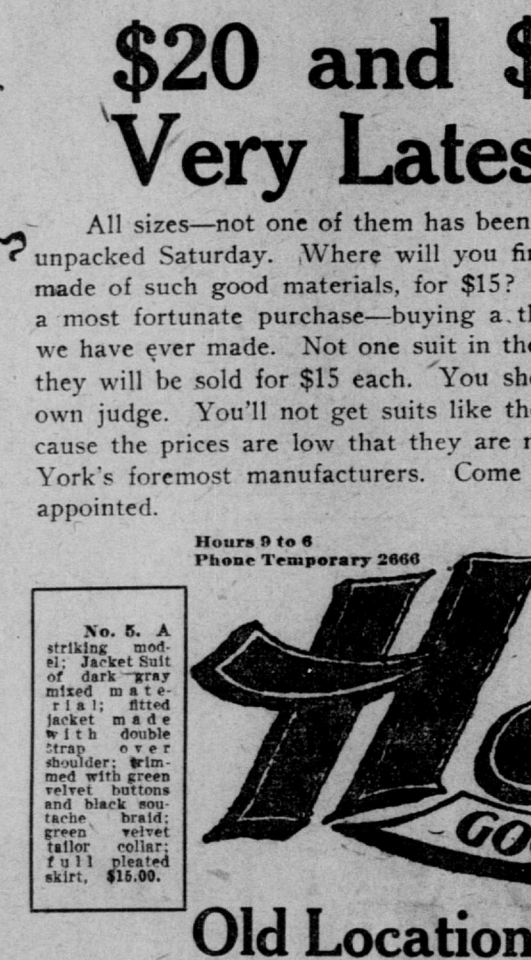 $20 and $
Very Lates
All sizes—not one of them has been
unpacked Saturday. Where will you fi
made of such good materials, for $15?
a most fortunate purchase—buying a th
we have ever made. Not one suit in the
they will be sold for $15 each. You sh
own judge. You'll not get suits like th
cause the prices are low that they are
York's foremost manufacturers. Come
appointed.
Hours 9 to 6
Phone Temporary 2666
No. 5. A
striking mod-
el; Jacket Suit
of dark gray
mixed mate-
rial; fitted
jacket made
with double
strap over
shoulder; trim-
med with green
velvet buttons
and black sou-
tache braid;
green velvet
tailor collar;
full pleated
skirt, $15.00.
H
GO
Old Location